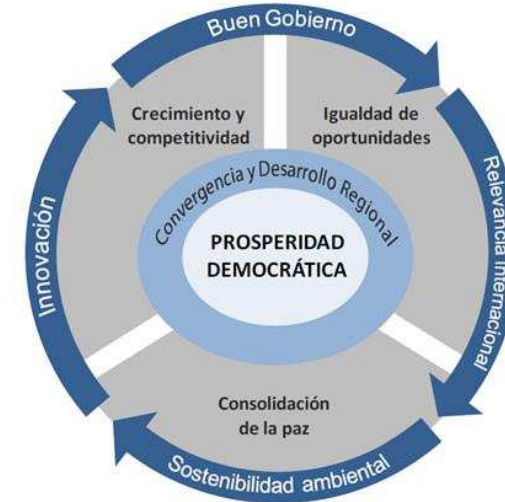 Buen Gobierno
Crecimiento y
competitividad
Igualdad de
oportunidades
Relevancia Internacional
Innovación
Convergencia y Desarrollo Regional
PROSPERIDAD
DEMOCRÁTICA
Consolidación
de la paz
Sostenibilidad ambiental